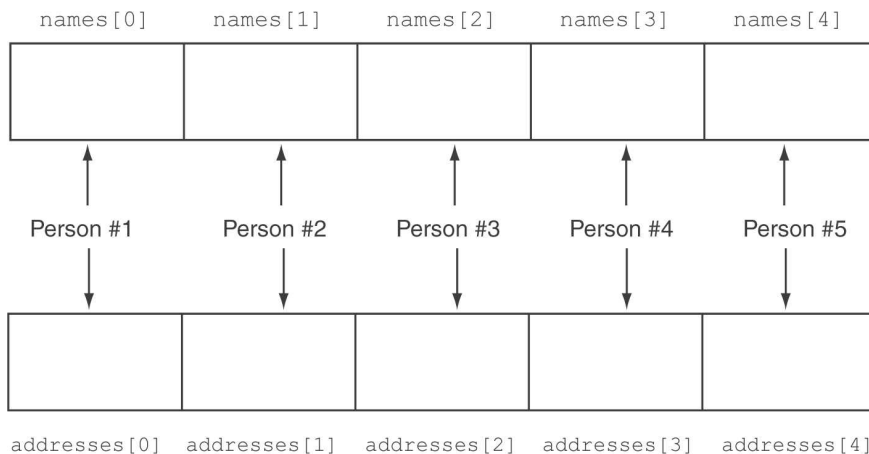 names[0] names[1] names[2] names[3] names[4]
Person #1 Person #2 Person #3 Person #4 Person #5
addresses[0] addresses[1] addresses[2] addresses[3] addresses[4]